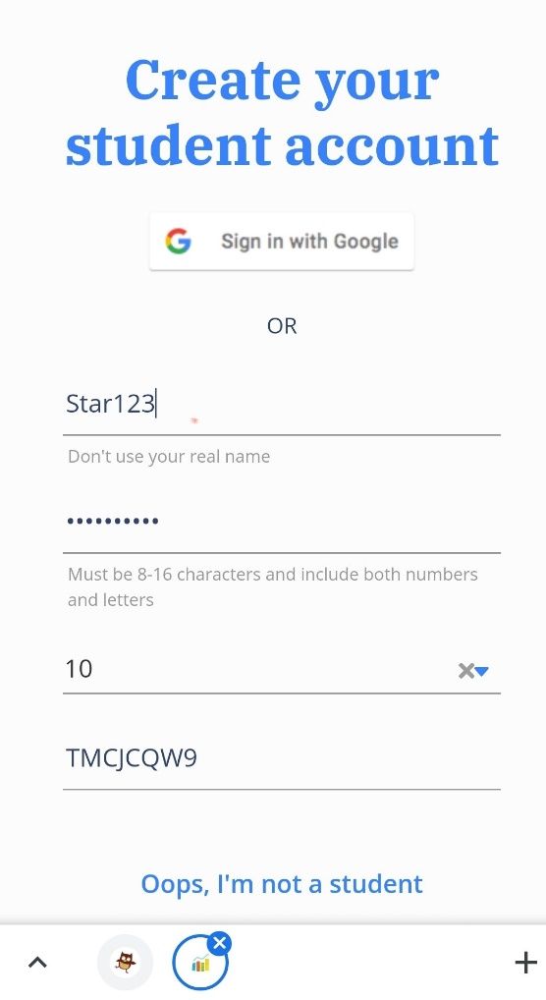 Create your
student account
Sign in with Google
OR
Star123
Don't use your real name
••••••••••
Must be 8-16 characters and include both numbers
and letters
10
TMCJCQW9
Oops, I'm not a student